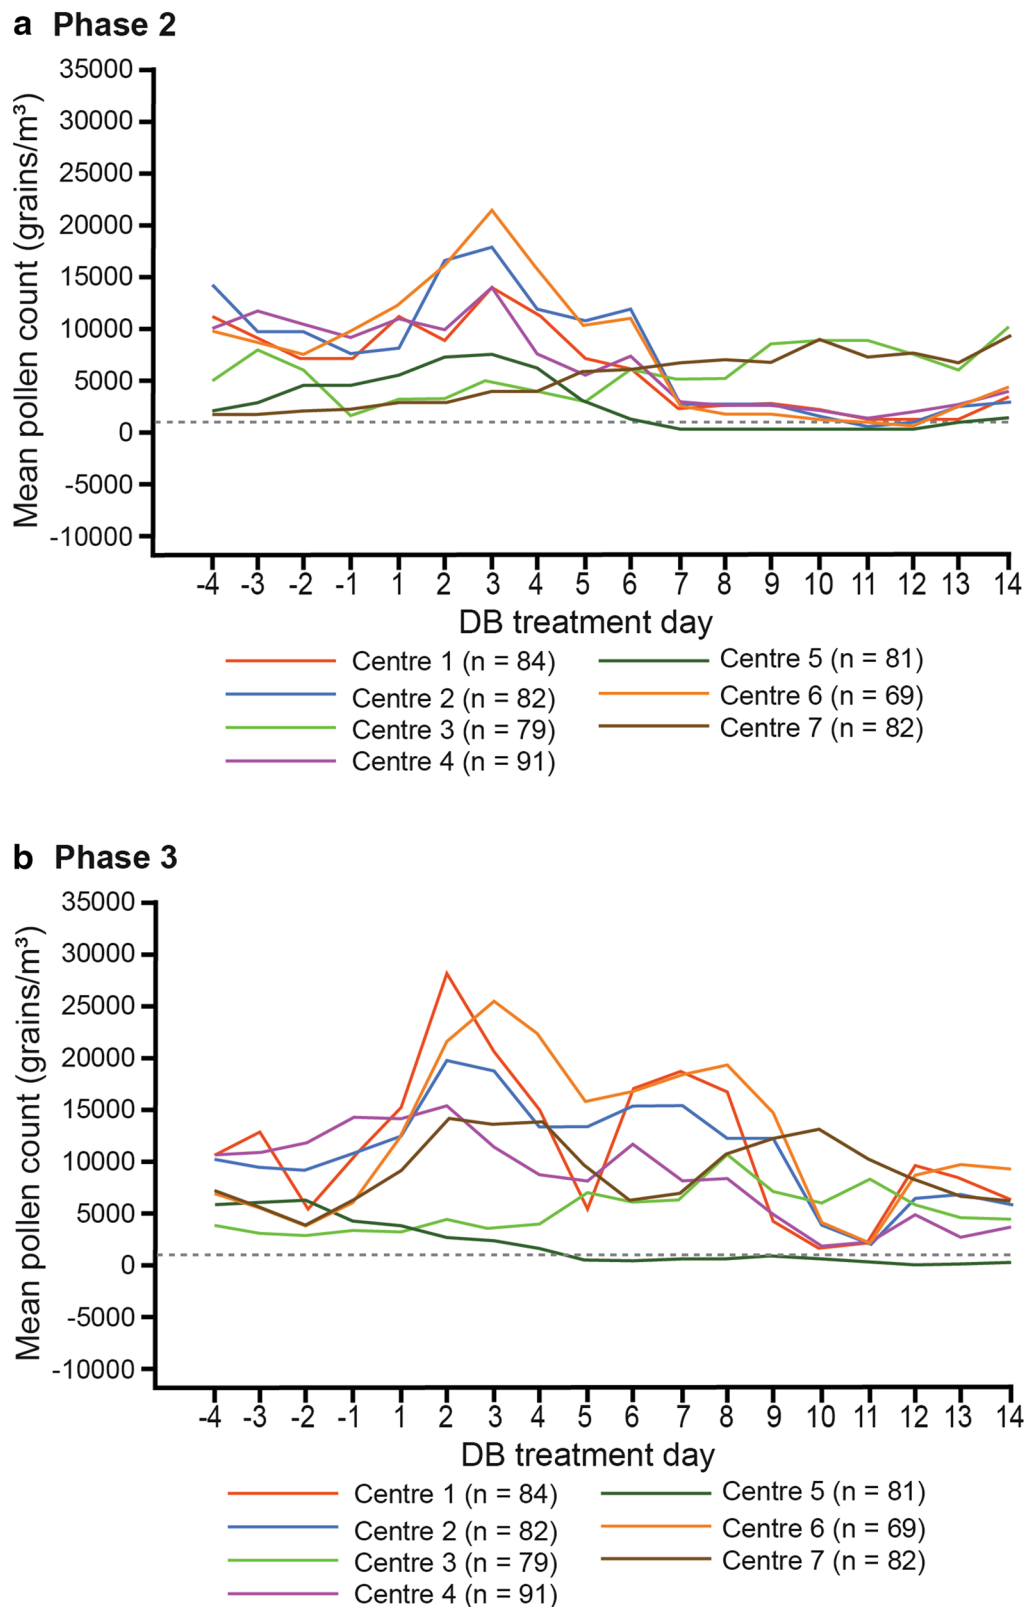 a Phase 2
35000
30000
25000
20000
15000
10000
5000
0
-5000
-10000
Mean pollen count (grains/m³)
-4 -3 -2 -1 1 2 3 4 5 6 7 8 9 10 11 12 13 14
DB treatment day
Centre 1 (n = 84)
Centre 2 (n = 82)
Centre 3 (n = 79)
Centre 4 (n = 91)
Centre 5 (n = 81)
Centre 6 (n = 69)
Centre 7 (n = 82)
b Phase 3
35000
30000
25000
20000
15000
10000
5000
0
-5000
-10000
Mean pollen count (grains/m³)
-4 -3 -2 -1 1 2 3 4 5 6 7 8 9 10 11 12 13 14
DB treatment day
Centre 1 (n = 84)
Centre 2 (n = 82)
Centre 3 (n = 79)
Centre 4 (n = 91)
Centre 5 (n = 81)
Centre 6 (n = 69)
Centre 7 (n = 82)